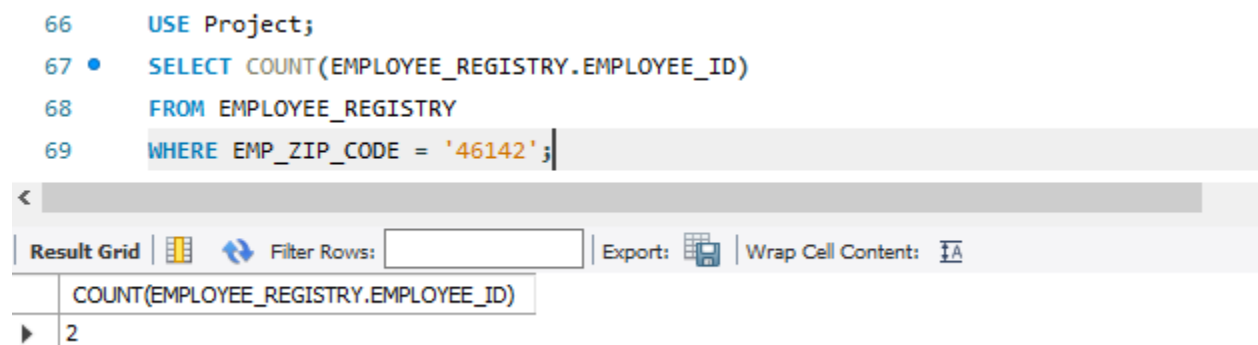 66 USE Project;
67 SELECT COUNT(EMPLOYEE_REGISTRY.EMPLOYEE_ID)
68 FROM EMPLOYEE_REGISTRY
69 WHERE EMP_ZIP_CODE = '46142';
Result Grid Filter Rows: Export: Wrap Cell Content: IA
COUNT(EMPLOYEE_REGISTRY.EMPLOYEE_ID)
2